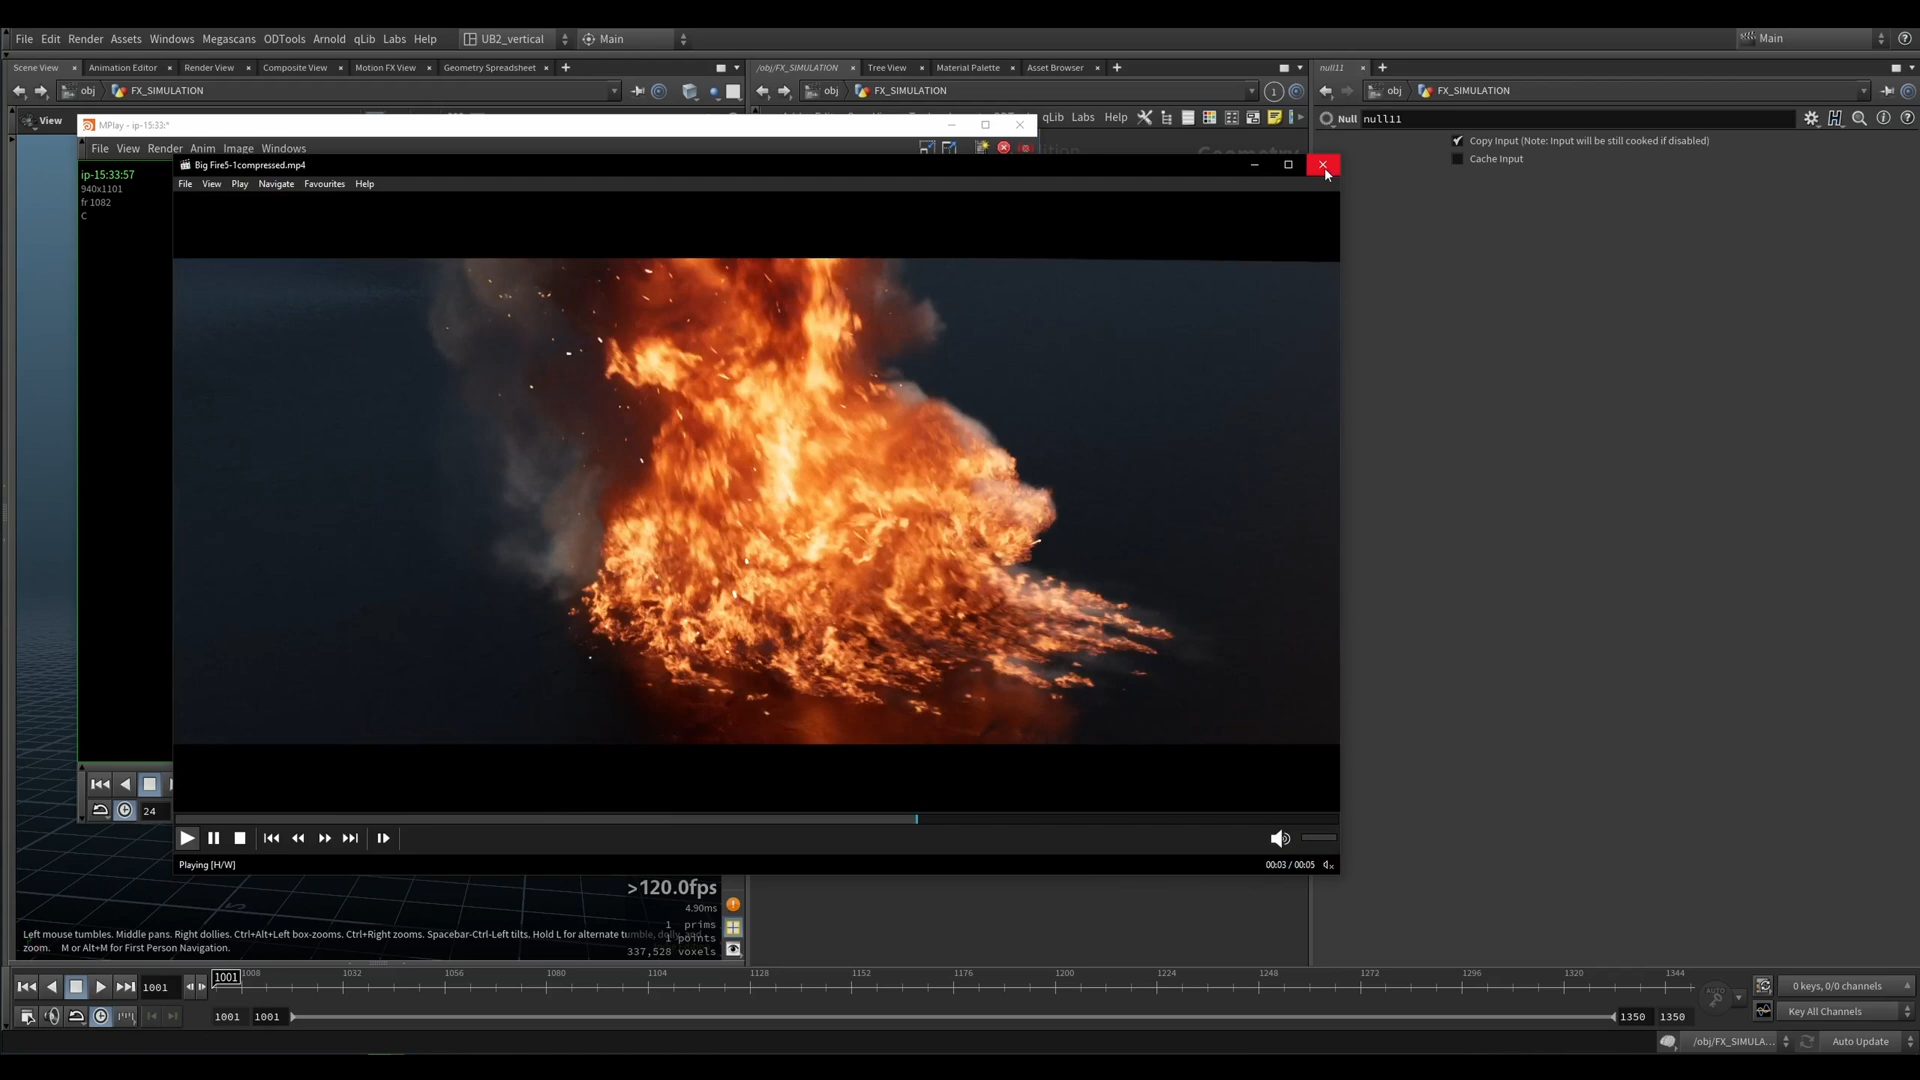 File Edit Render Assets Windows Megascans ODTools Arnold qLib Labs Help UB2_vertical Main Main
Scene View Animation Editor Render View Composite View Motion FX View Geometry Spreadsheet
/obj/FX_SIMULATION Tree View Material Palette Asset Browser
null11
obj FX_SIMULATION
obj FX_SIMULATION
obj FX_SIMULATION
View
qLib Labs Help
Null null11
MPlay - ip-15:33:*
File View Render Anim Image Windows
Copy Input (Note: Input will be still cooked if disabled)
Cache Input
Big Fire5-1compressed.mp4
File View Play Navigate Favourites Help
ip-15:33:57
940x1101
fr 1082
C
24
Playing [H/W]
00:03 / 00:05
>120.0fps
4.90ms
1 prims
1 points
337,528 voxels
Left mouse tumbles. Middle pans. Right dollies. Ctrl+Alt+Left box-zooms. Ctrl+Right zooms. Spacebar-Ctrl-Left tilts. Hold L for alternate tumble, dolly, and
zoom. M or Alt+M for First Person Navigation.
1001
1001 1008 1032 1056 1080 1104 1128 1152 1176 1200 1224 1248 1272 1296 1320 1344
AUTO
0 keys, 0/0 channels
1001 1001 1350 1350
Key All Channels
/obj/FX_SIMULA... Auto Update